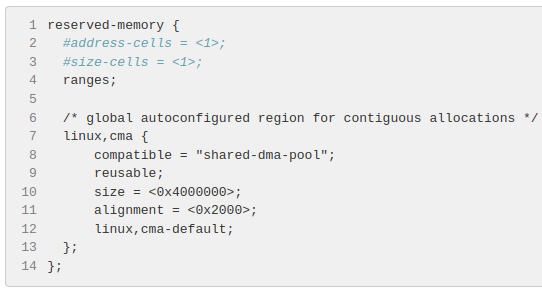 1 reserved-memory {
2   #address-cells = <1>;
3   #size-cells = <1>;
4   ranges;
5
6   /* global autoconfigured region for contiguous allocations */
7   linux,cma {
8       compatible = "shared-dma-pool";
9       reusable;
10       size = <0x4000000>;
11       alignment = <0x2000>;
12       linux,cma-default;
13   };
14 };